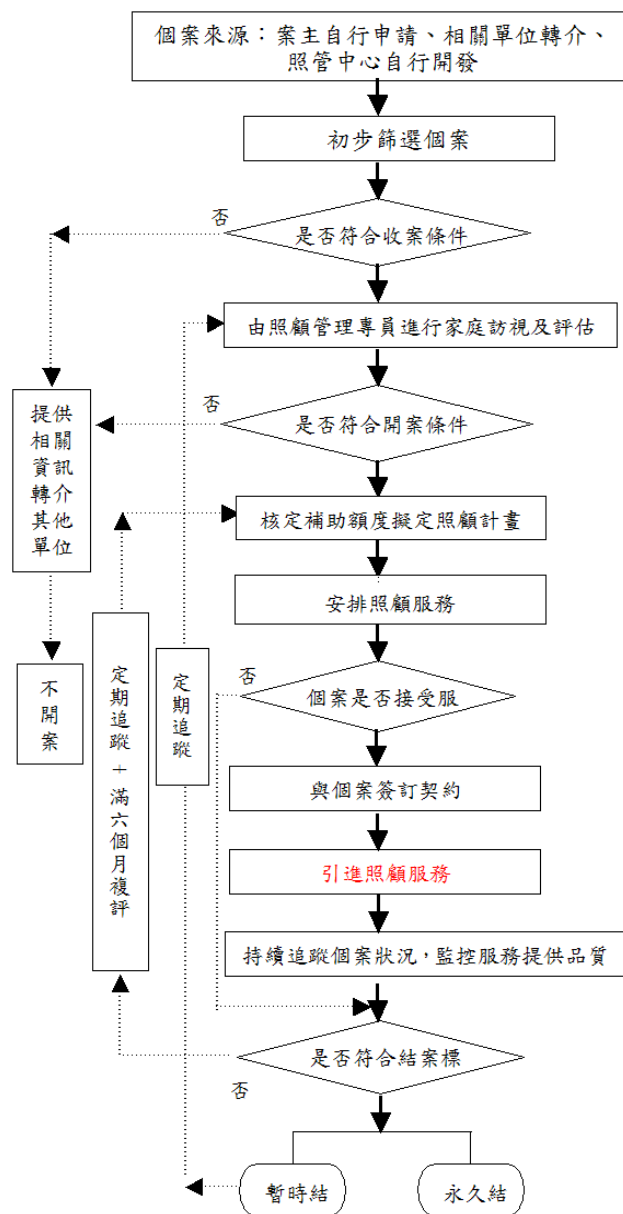 個案來源：案主自行申請、相關單位轉介、
照管中心自行開發
初步篩選個案
否
是否符合收案條件
由照顧管理專員進行家庭訪視及評估
提供
相關
資訊
轉介
其他
單位
否
是否符合開案條件
核定補助額度擬定照顧計畫
安排照顧服務
不開案
定期追蹤＋滿六個月複評
定期追蹤
否
個案是否接受服
與個案簽訂契約
引進照顧服務
持續追蹤個案狀況，監控服務提供品質
是否符合結案標
否
暫時結
永久結